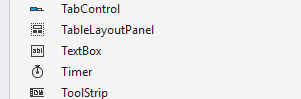 TabControl
TableLayoutPanel
TextBox
Timer
ToolStrip